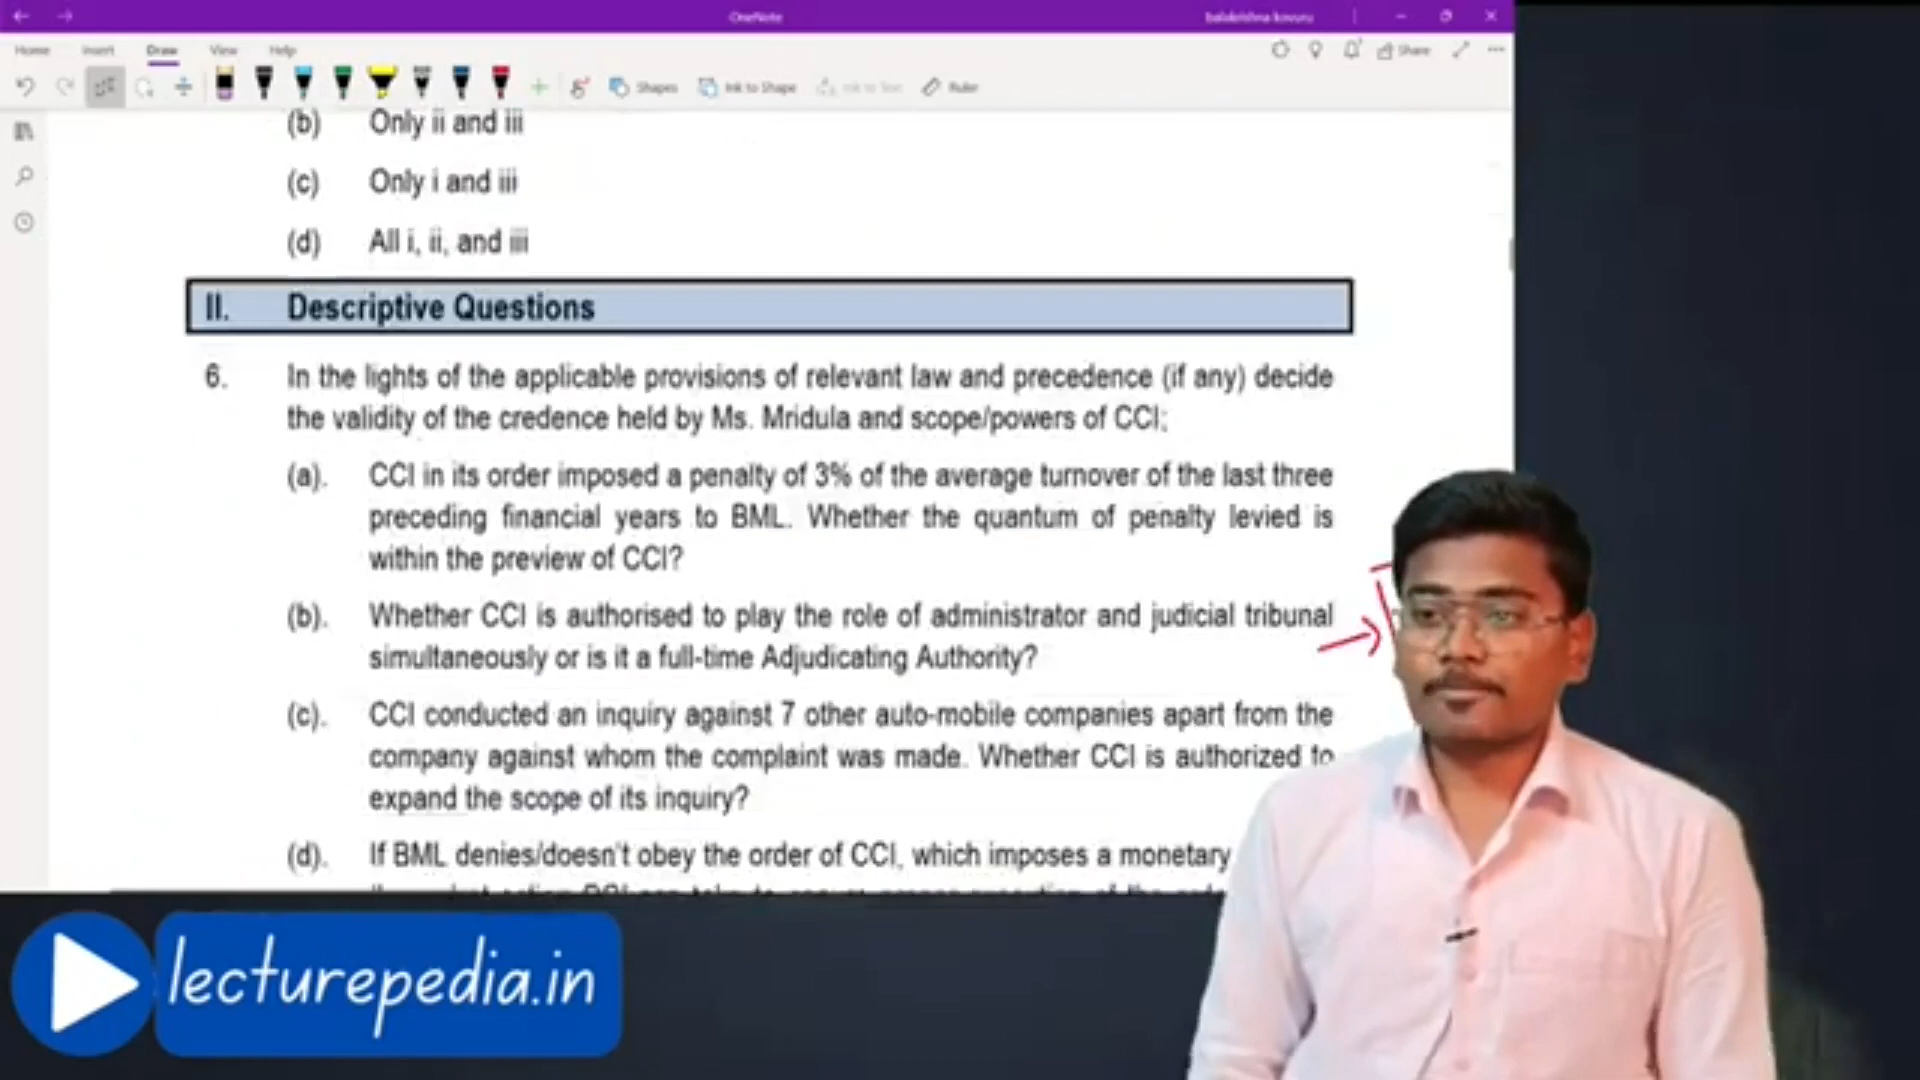 OneNote
balakrishna kovuru
Home Insert Draw View Help
Share
Shapes Ink to Shape Ink to Text Ruler
(b) Only ii and iii
(c) Only i and iii
(d) All i, ii, and iii
II. Descriptive Questions
6. In the lights of the applicable provisions of relevant law and precedence (if any) decide
the validity of the credence held by Ms. Mridula and scope/powers of CCI;
(a). CCI in its order imposed a penalty of 3% of the average turnover of the last three
preceding financial years to BML. Whether the quantum of penalty levied is
within the preview of CCI?
(b). Whether CCI is authorised to play the role of administrator and judicial tribunal
simultaneously or is it a full-time Adjudicating Authority?
(c). CCI conducted an inquiry against 7 other auto-mobile companies apart from the
company against whom the complaint was made. Whether CCI is authorized to
expand the scope of its inquiry?
(d). If BML denies/doesn't obey the order of CCI, which imposes a monetary
lecturepedia.in